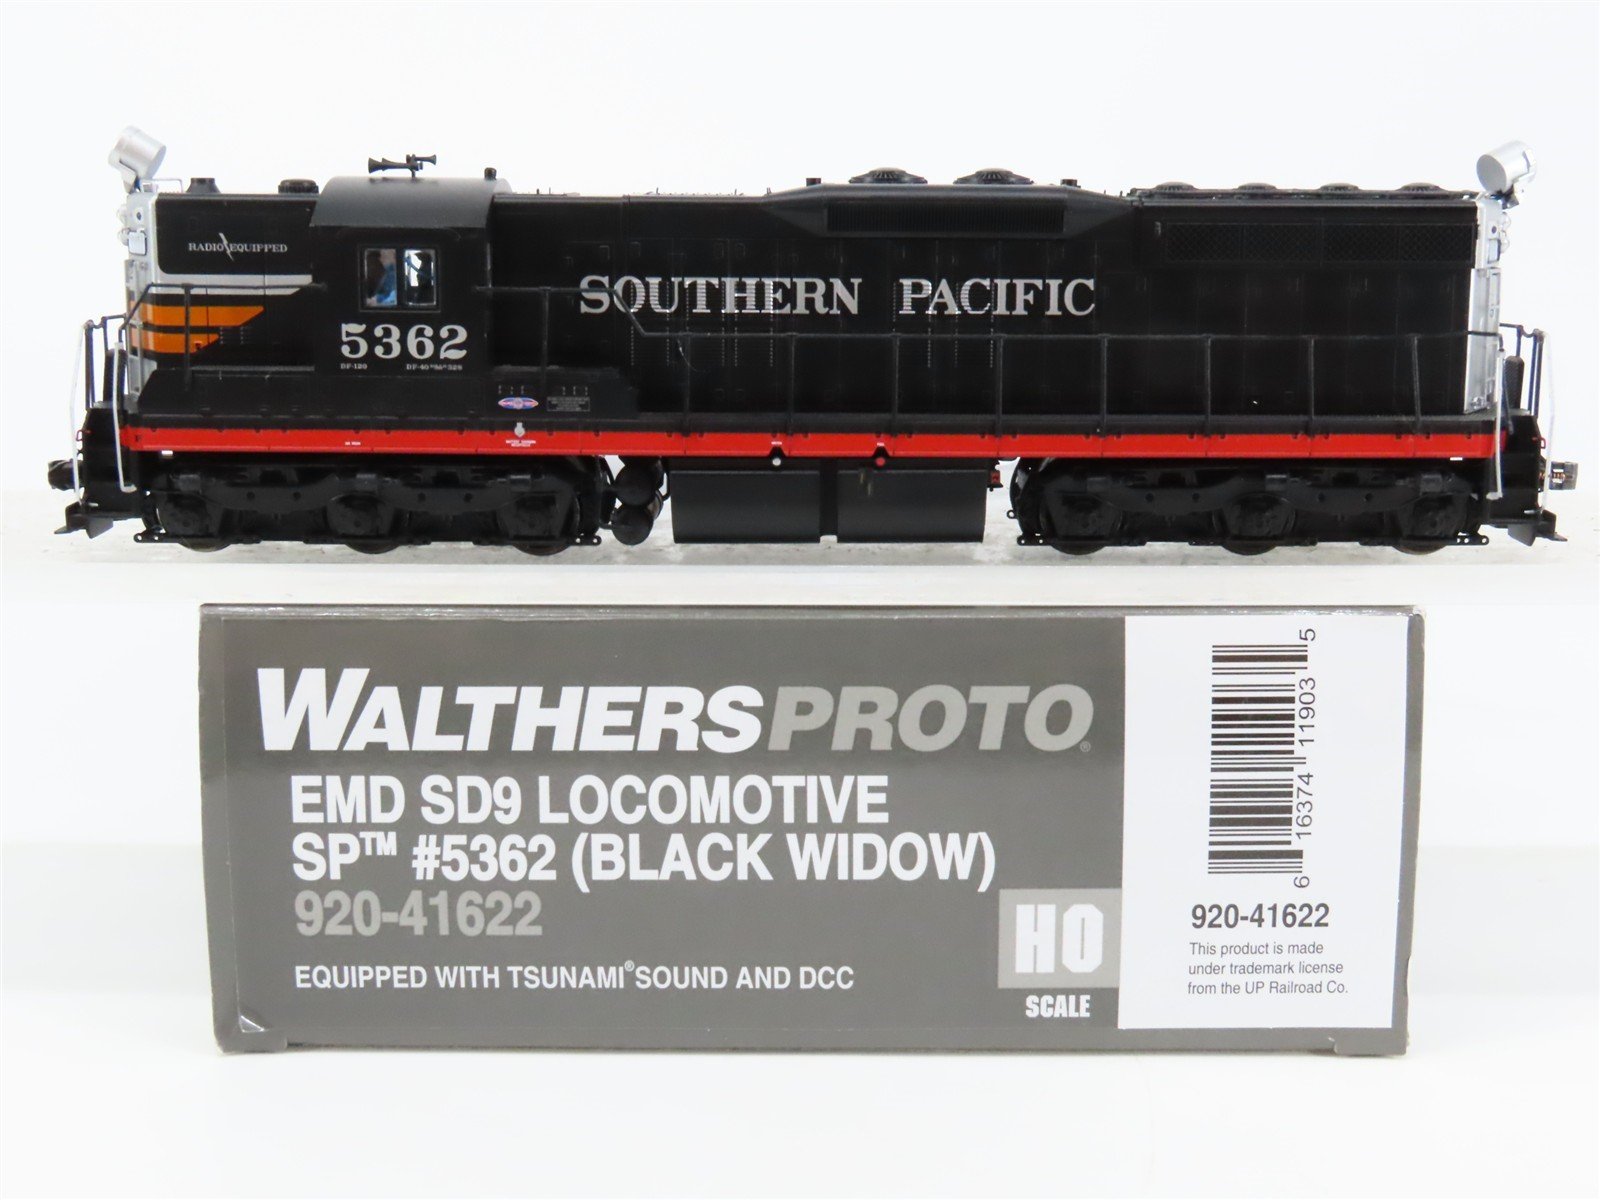 RADIO EQUIPPED
SOUTHERN PACIFIC
5362
DF-120
WALTHERSPROTO®
EMD SD9 LOCOMOTIVE
SP™ #5362 (BLACK WIDOW)
920-41622
EQUIPPED WITH TSUNAMI® SOUND AND DCC
HO
SCALE
6 16374 11903 5
920-41622
This product is made
under trademark license
from the UP Railroad Co.